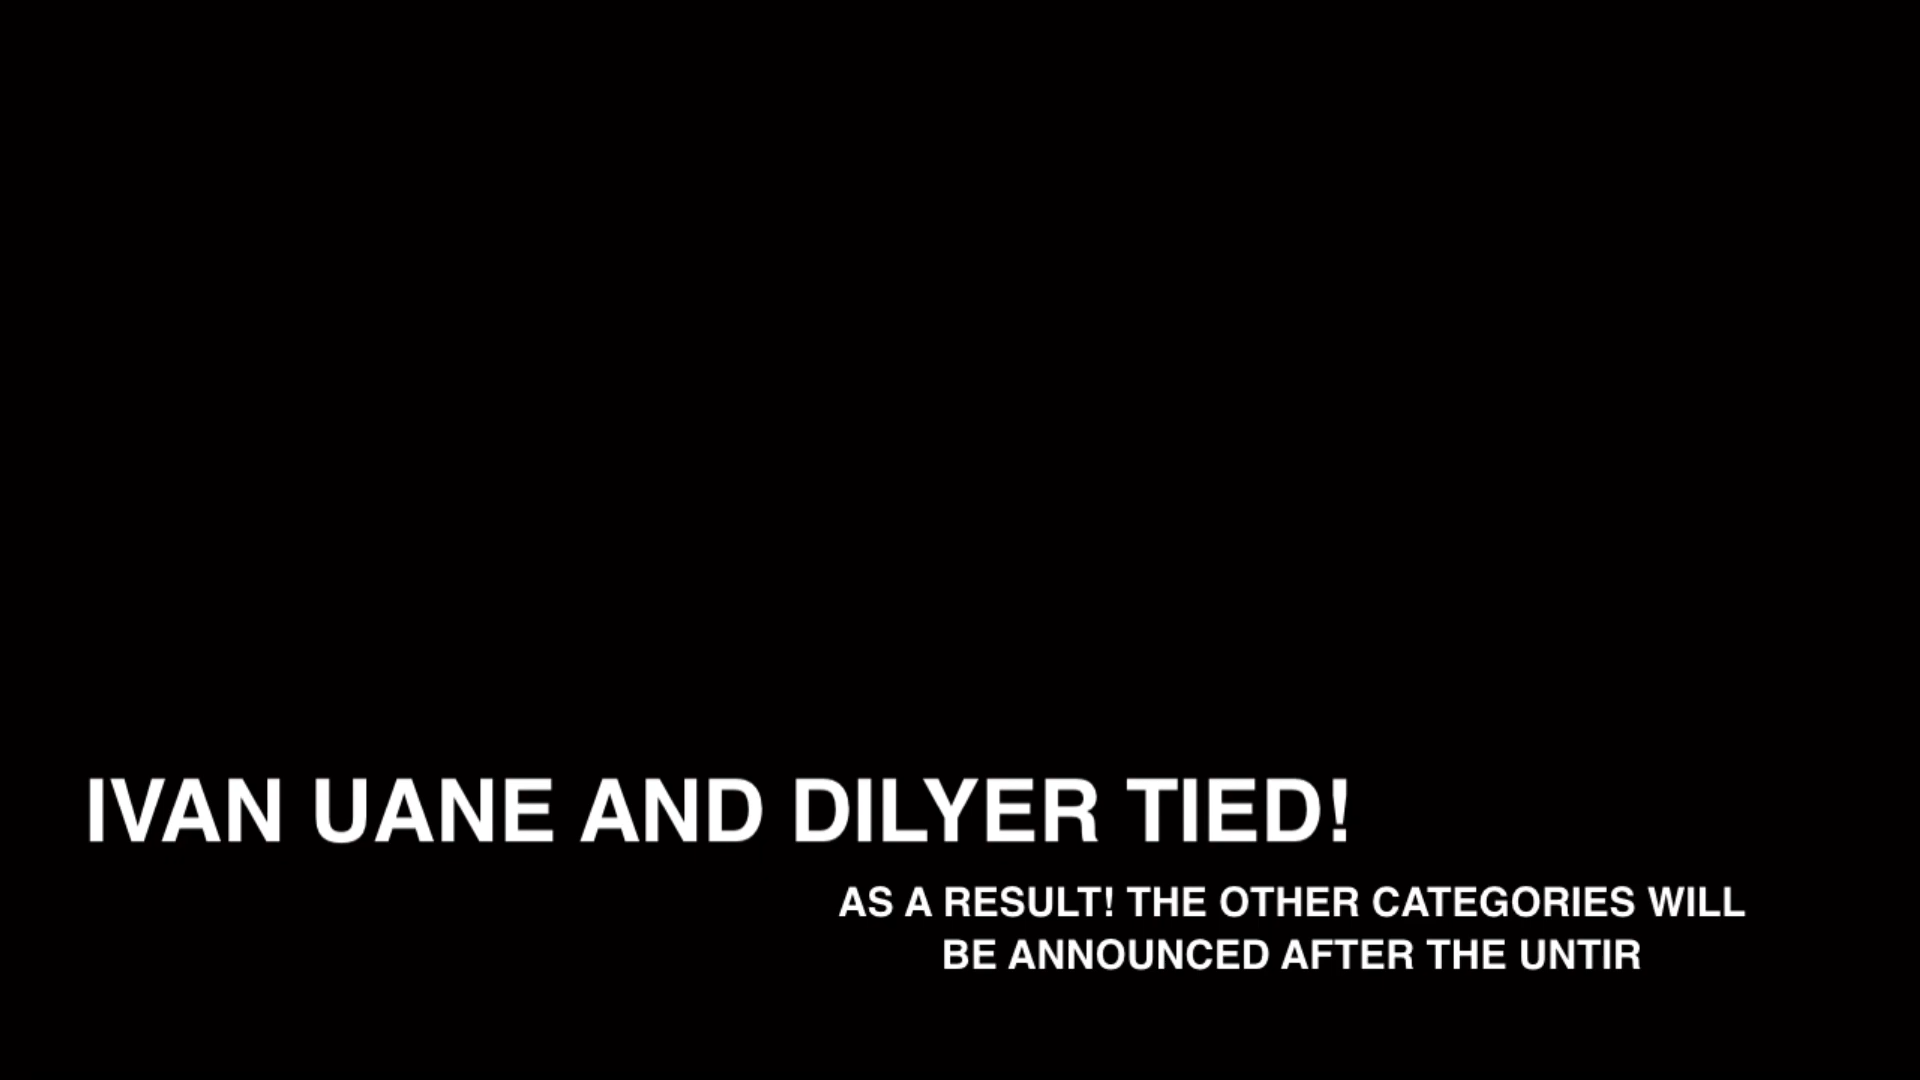 IVAN UANE AND DILYER TIED!
AS A RESULT! THE OTHER CATEGORIES WILL
BE ANNOUNCED AFTER THE UNTIR